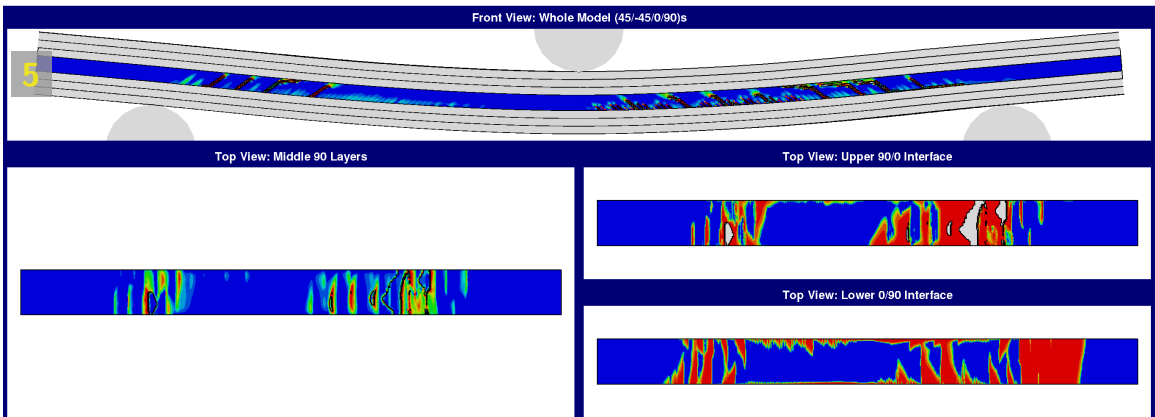 Front View: Whole Model (45/-45/0/90)s
5
Top View: Middle 90 Layers
Top View: Upper 90/0 Interface
Top View: Lower 0/90 Interface